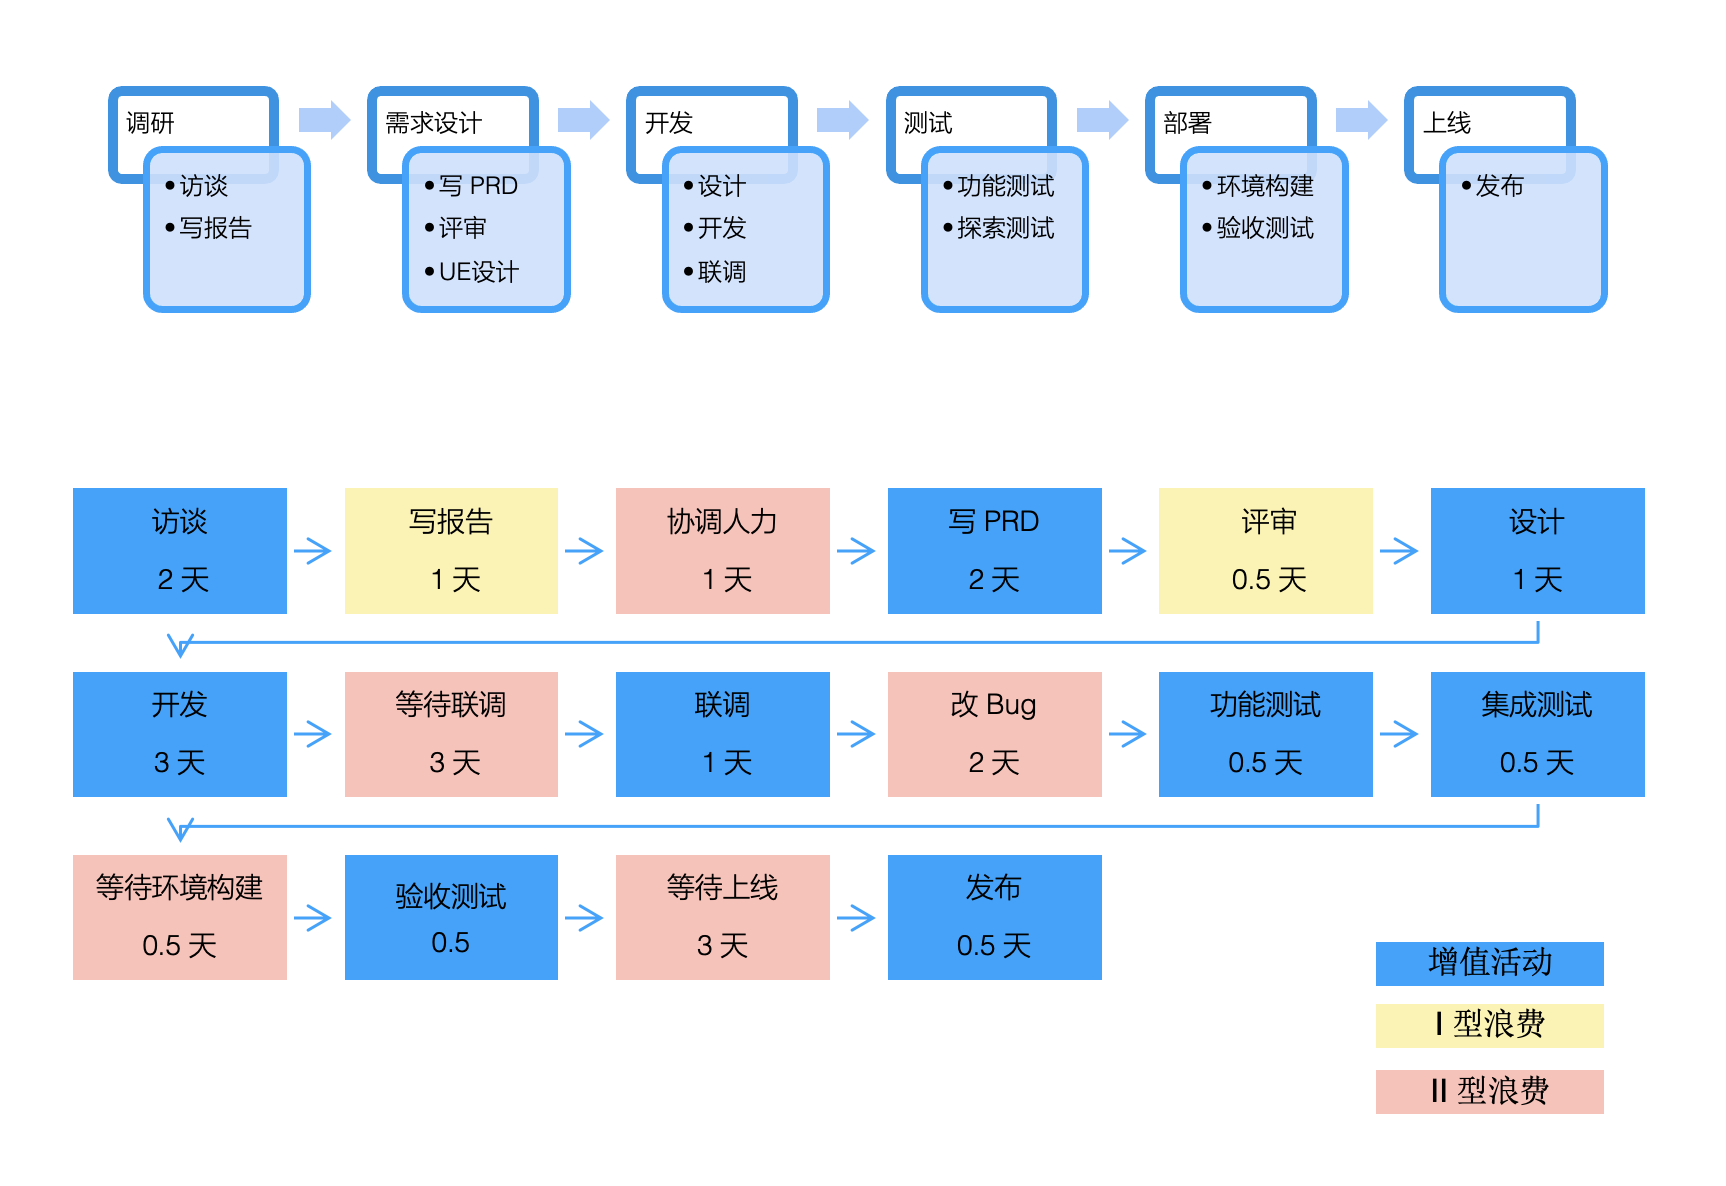 调研
• 访谈
• 写报告
需求设计
• 写 PRD
• 评审
• UE设计
开发
• 设计
• 开发
• 联调
测试
• 功能测试
• 探索测试
部署
• 环境构建
• 验收测试
上线
• 发布
访谈
2 天
写报告
1 天
协调人力
1 天
写 PRD
2 天
评审
0.5 天
设计
1 天
开发
3 天
等待联调
3 天
联调
1 天
改 Bug
2 天
功能测试
0.5 天
集成测试
0.5 天
等待环境构建
0.5 天
验收测试
0.5
等待上线
3 天
发布
0.5 天
增值活动
I 型浪费
II 型浪费